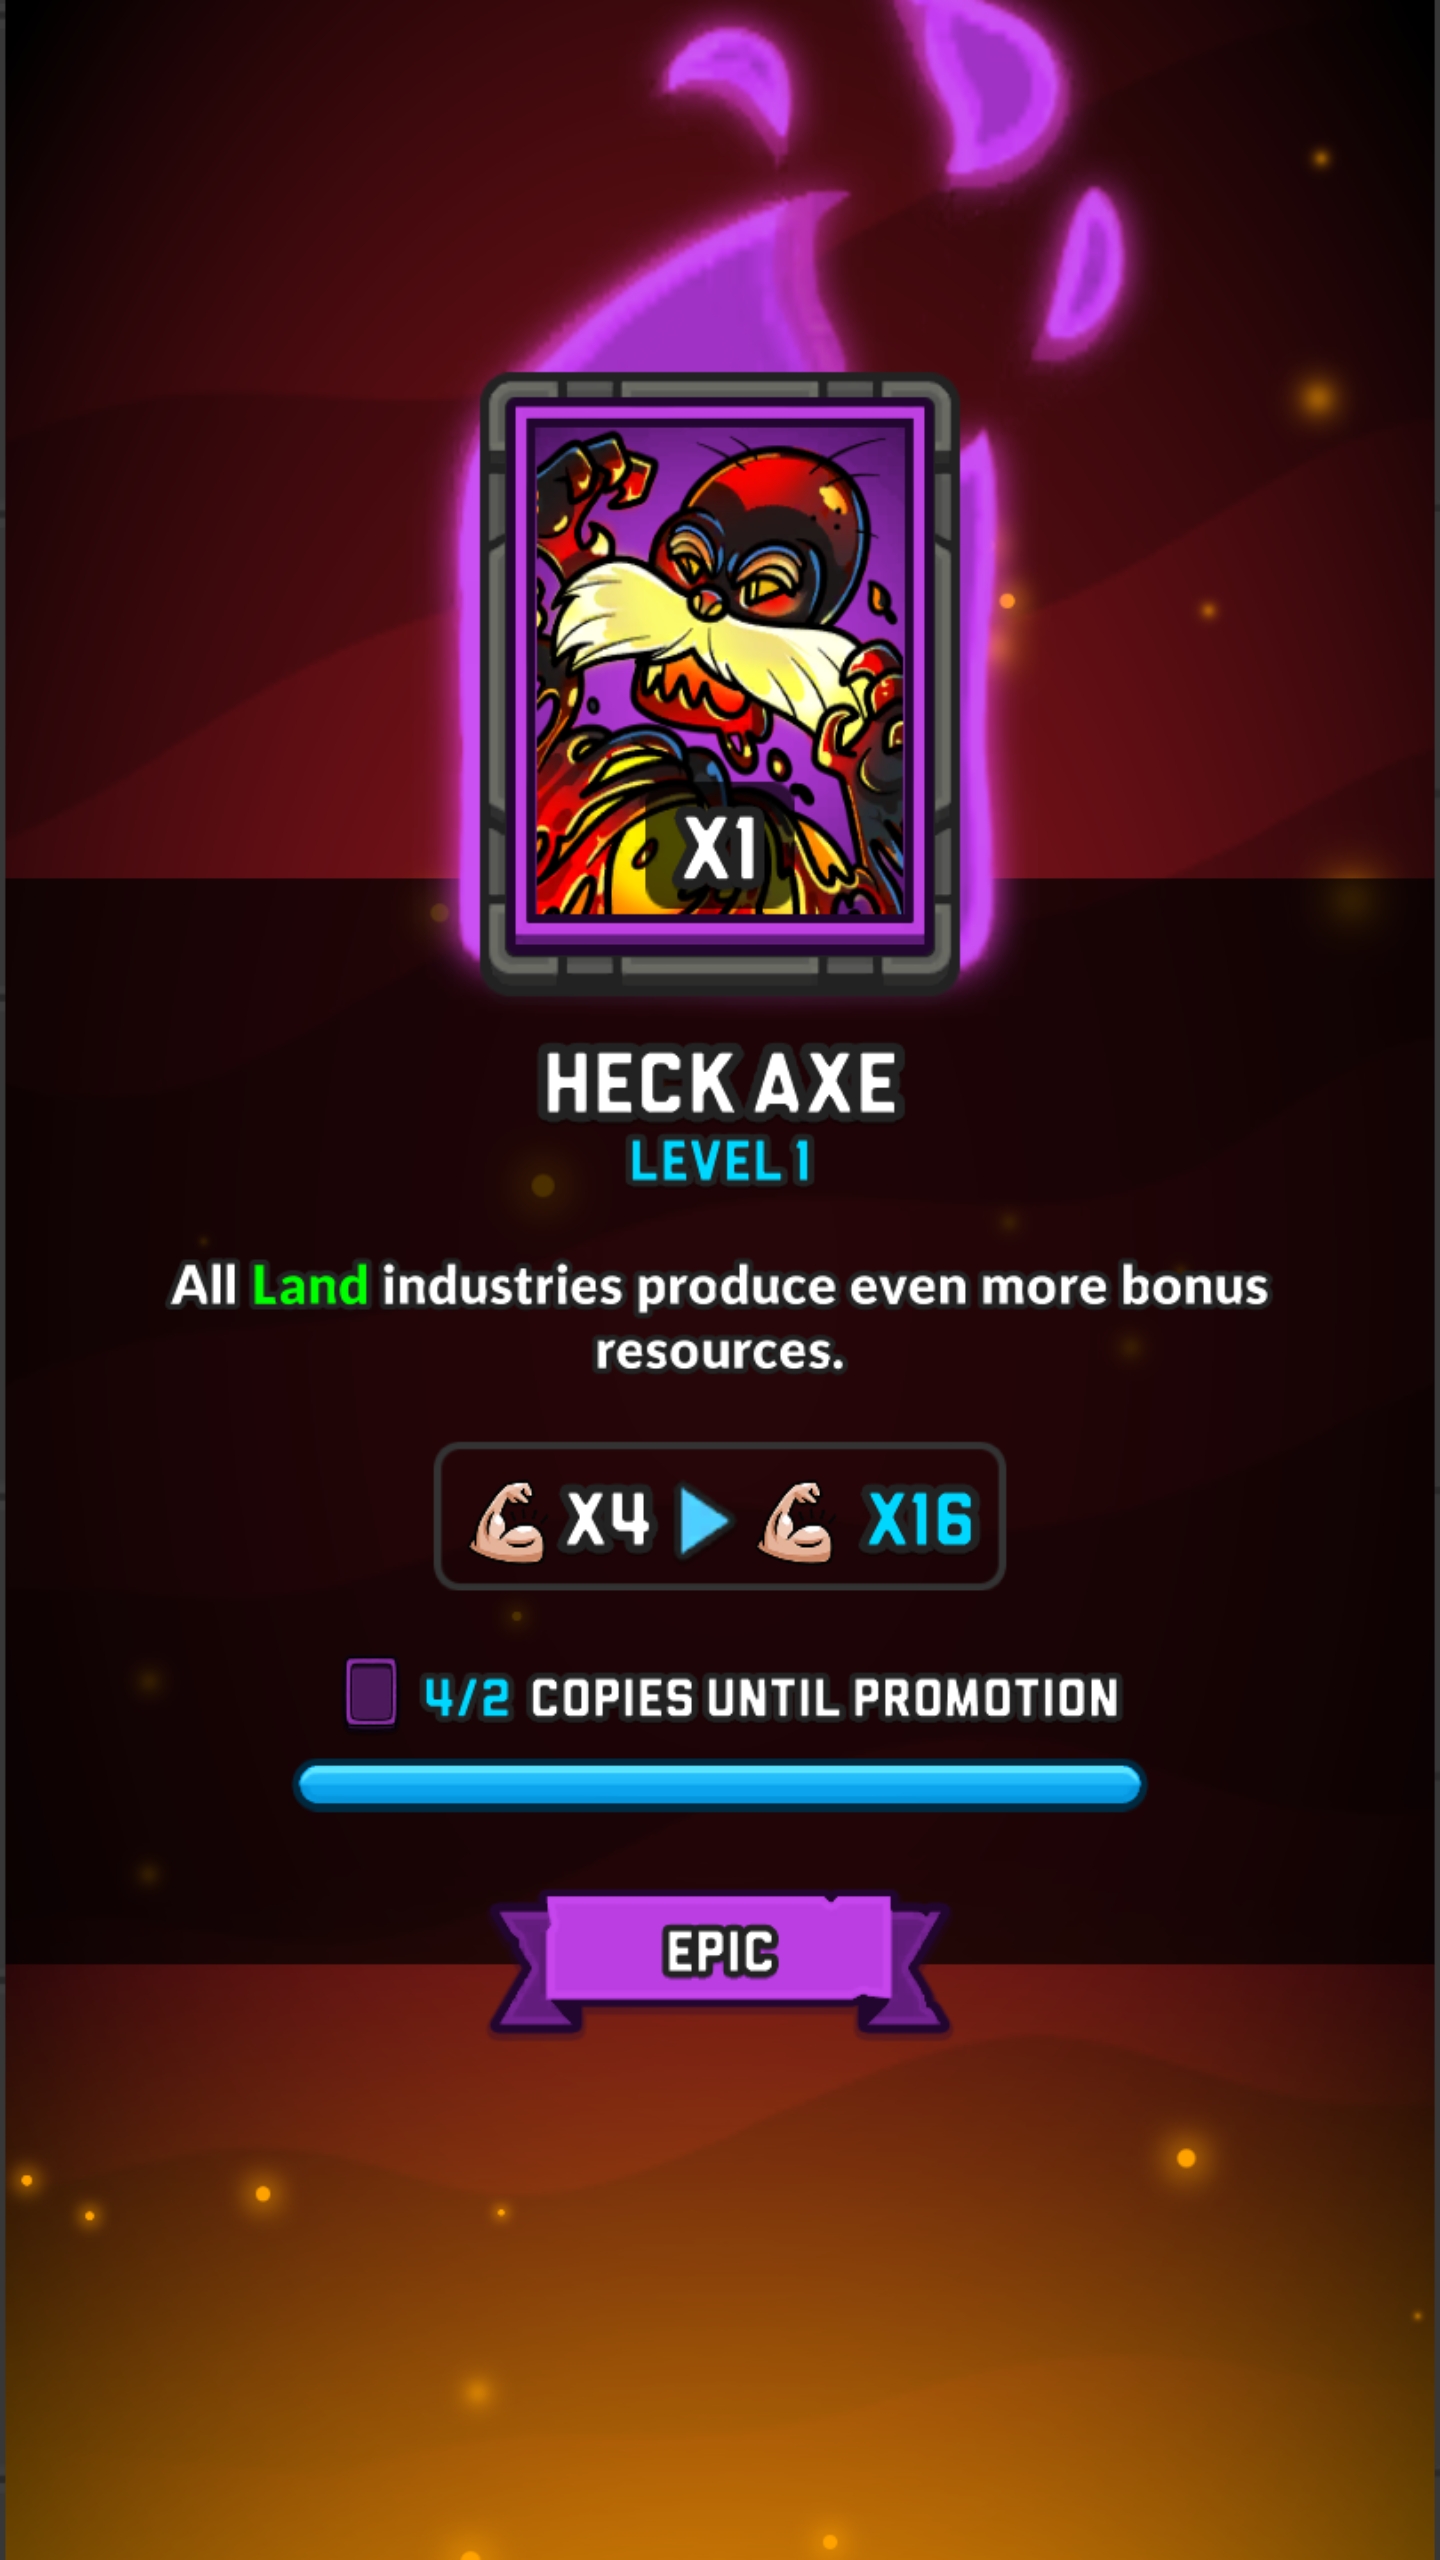 X1
HECK AXE
LEVEL 1
All Land industries produce even more bonus
resources.
X4 X16
4/2 COPIES UNTIL PROMOTION
EPIC